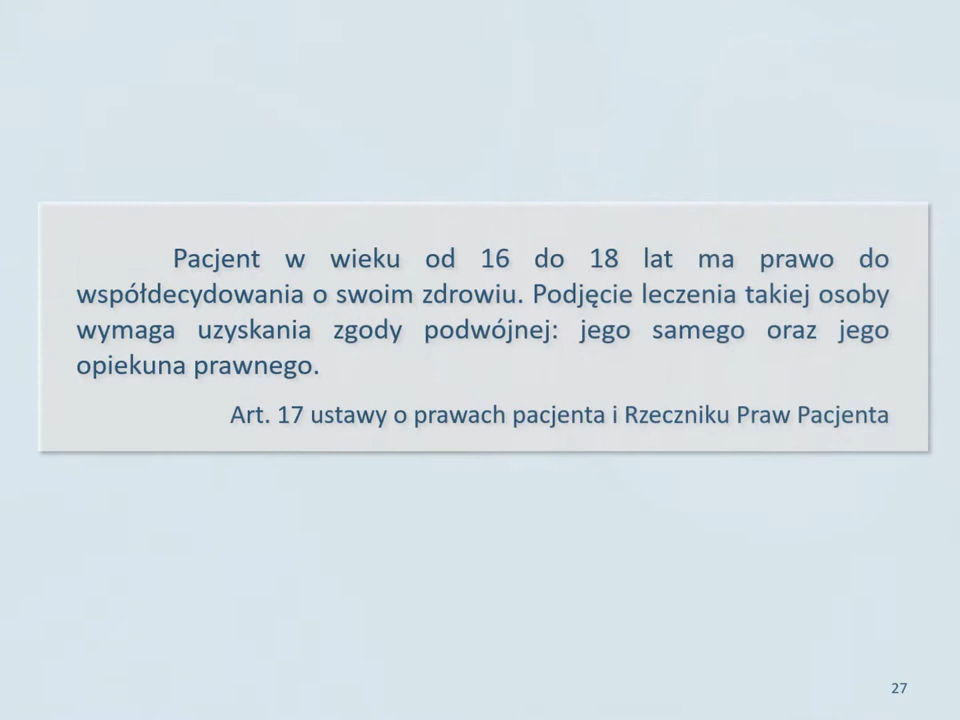 Pacjent w wieku od 16 do 18 lat ma prawo do
współdecydowania o swoim zdrowiu. Podjęcie leczenia takiej osoby
wymaga uzyskania zgody podwójnej: jego samego oraz jego
opiekuna prawnego.
Art. 17 ustawy o prawach pacjenta i Rzeczniku Praw Pacjenta
27